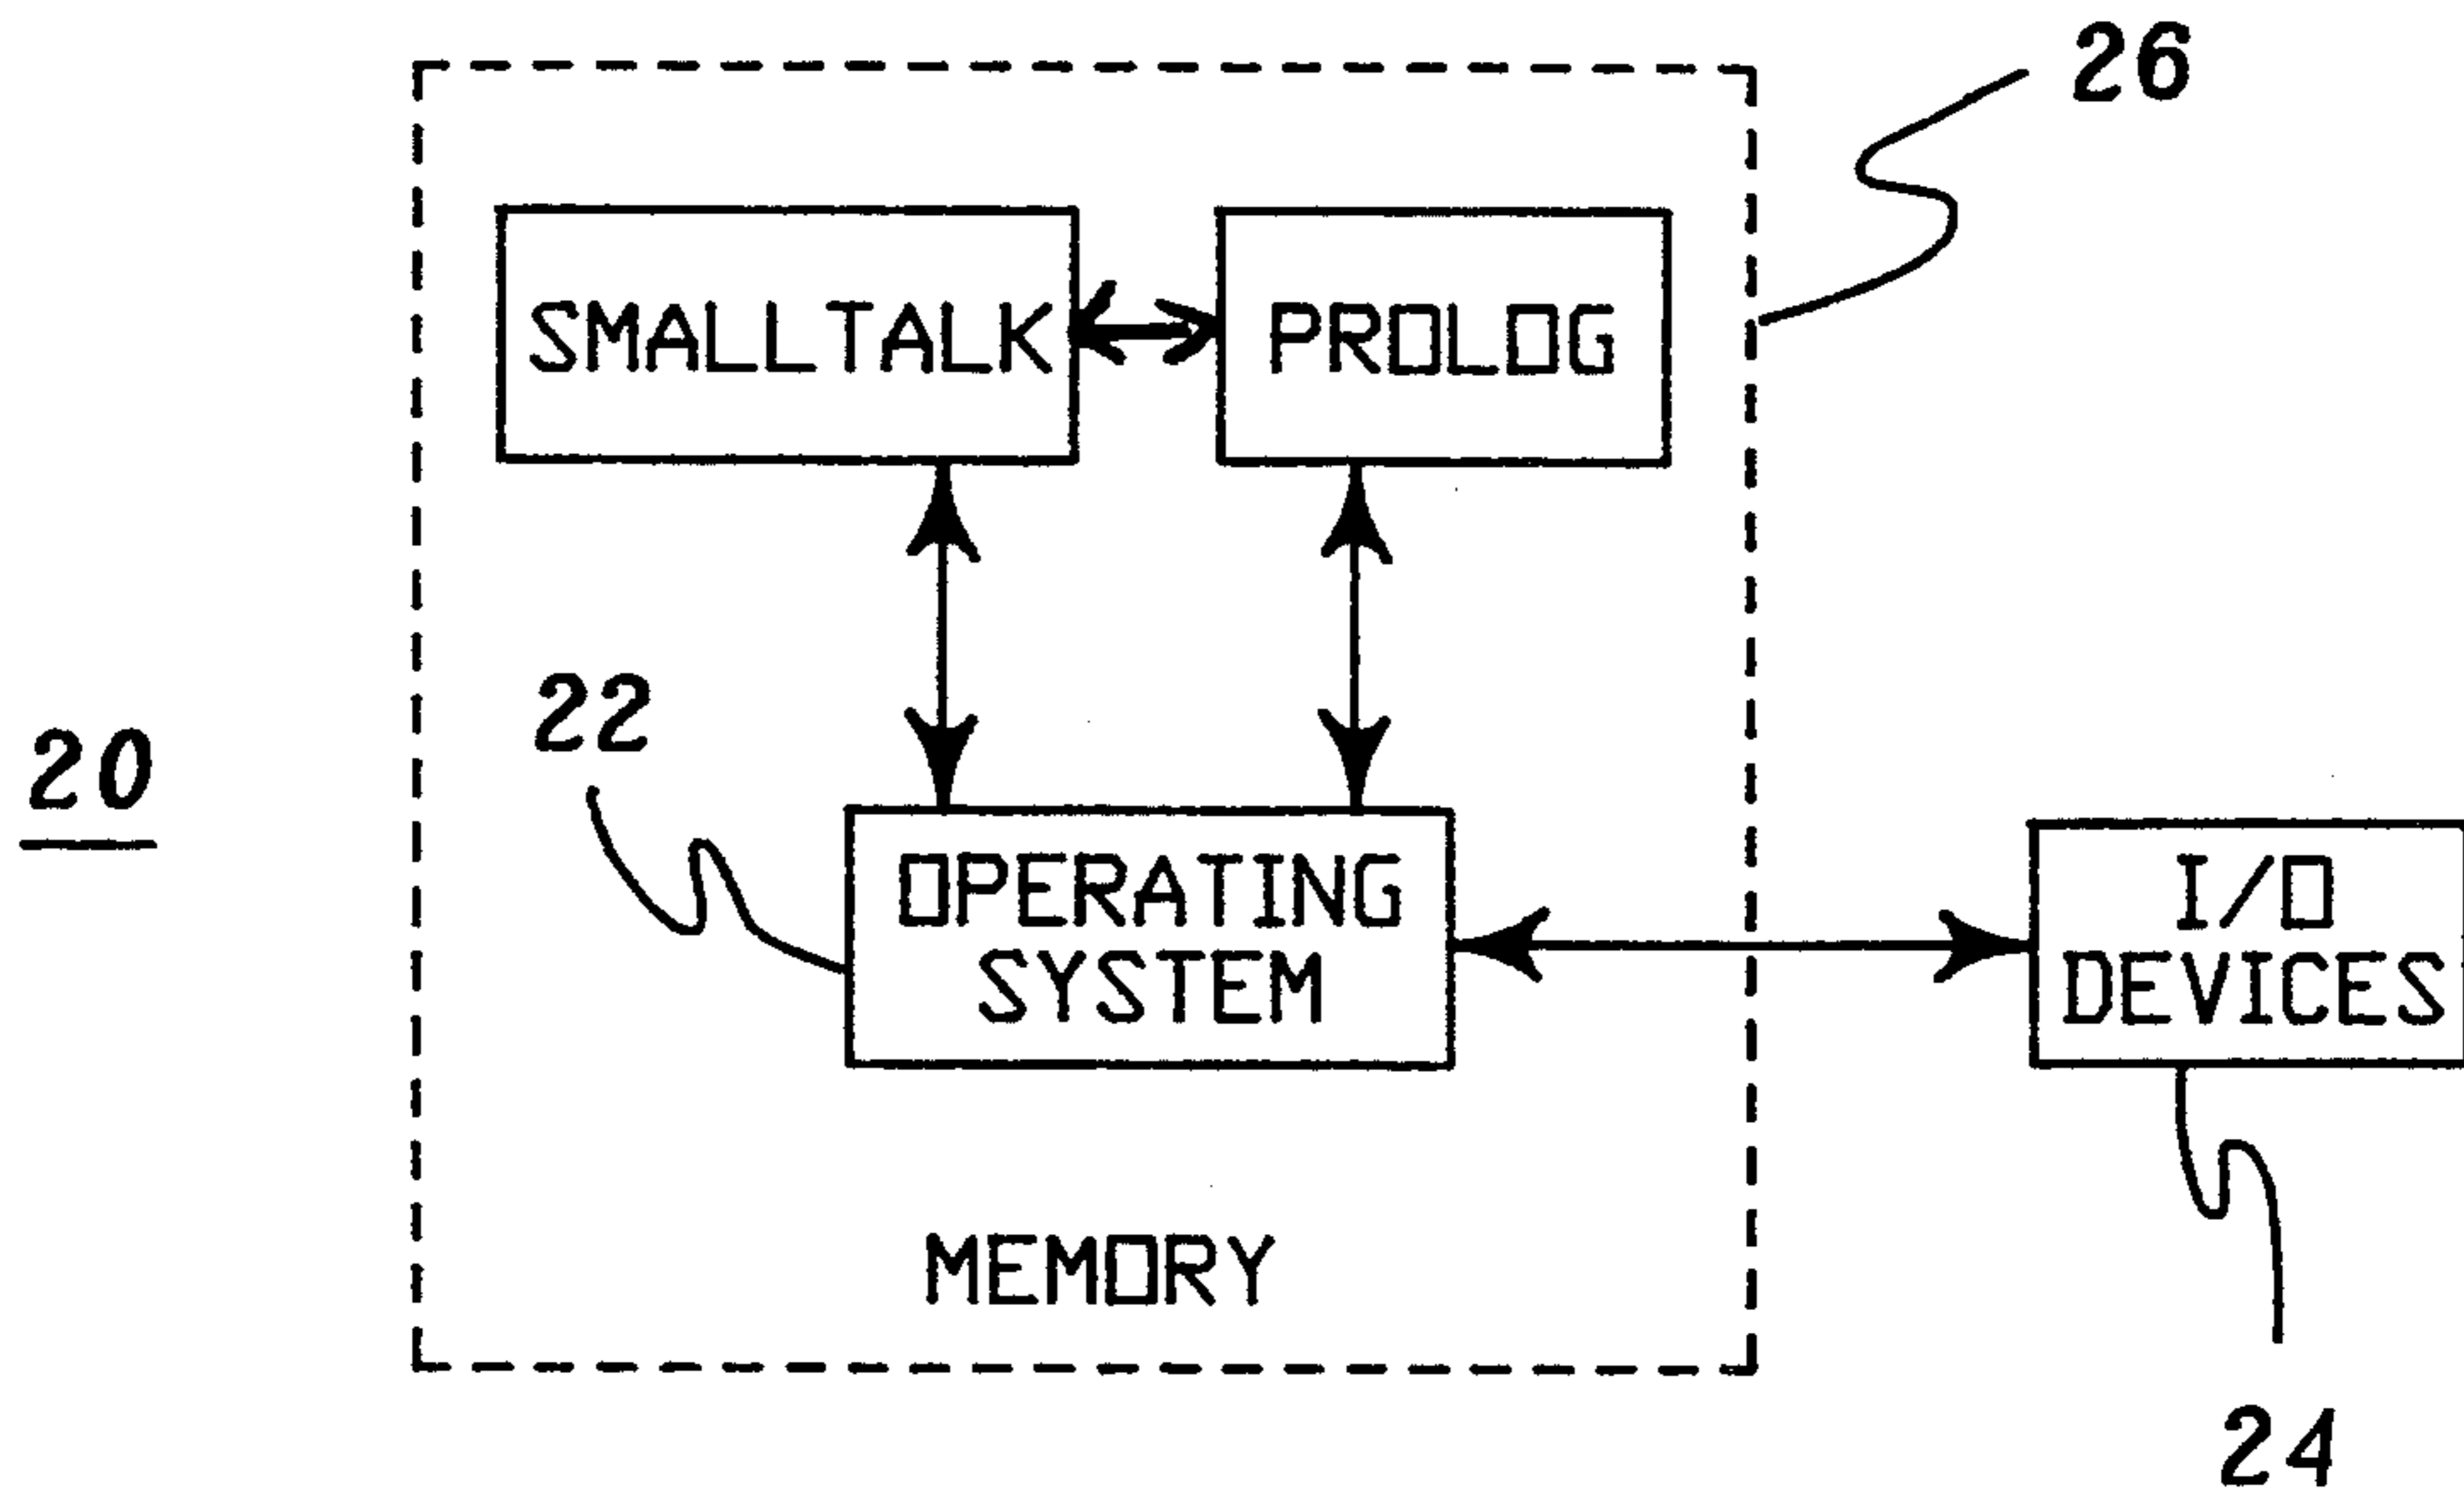 26
SMALLTALK
PROLOG
22
20
OPERATING
SYSTEM
I/O
DEVICES
MEMORY
24